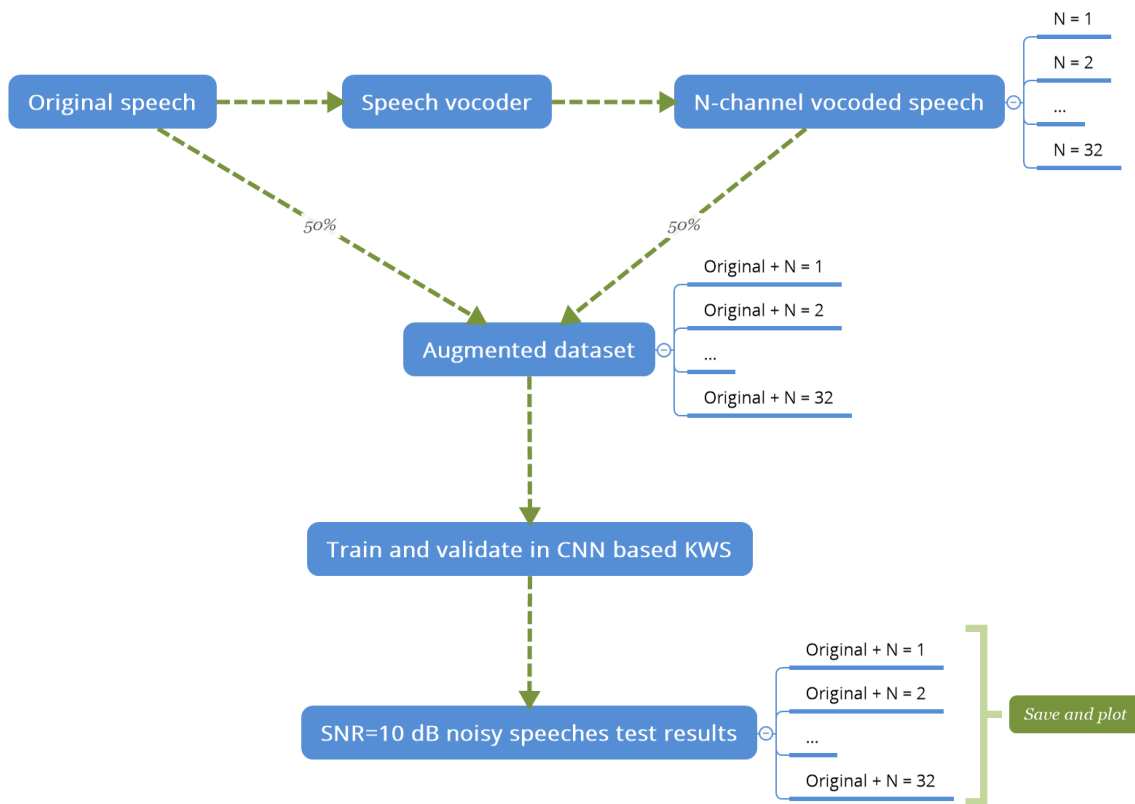 Original speech
Speech vocoder
N-channel vocoded speech
N = 1
N = 2
...
N = 32
50%
50%
Augmented dataset
Original + N = 1
Original + N = 2
...
Original + N = 32
Train and validate in CNN based KWS
SNR=10 dB noisy speeches test results
Original + N = 1
Original + N = 2
...
Original + N = 32
Save and plot